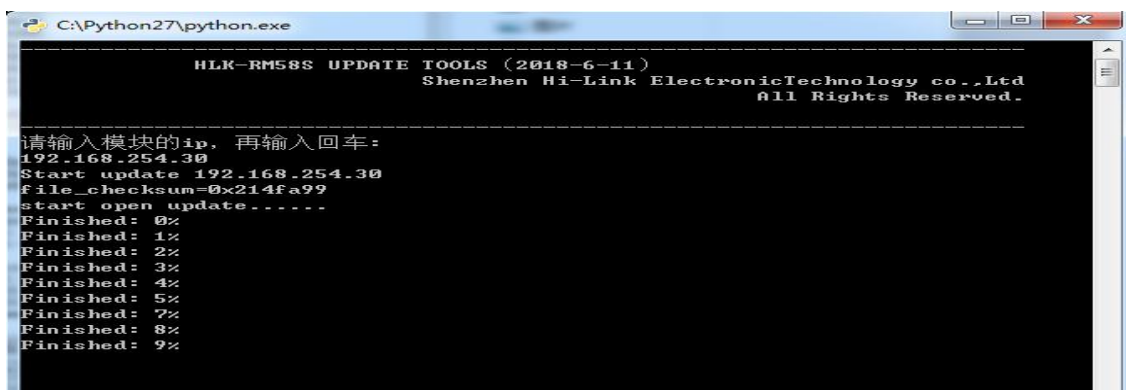 C:\Python27\python.exe
HLK-RM58S UPDATE TOOLS（2018-6-11）
Shenzhen Hi-Link ElectronicTechnology co.,Ltd
All Rights Reserved.
请输入模块的ip, 再输入回车:
192.168.254.30
Start update 192.168.254.30
file_checksum=0x214fa99
start open update......
Finished: 0%
Finished: 1%
Finished: 2%
Finished: 3%
Finished: 4%
Finished: 5%
Finished: 7%
Finished: 8%
Finished: 9%